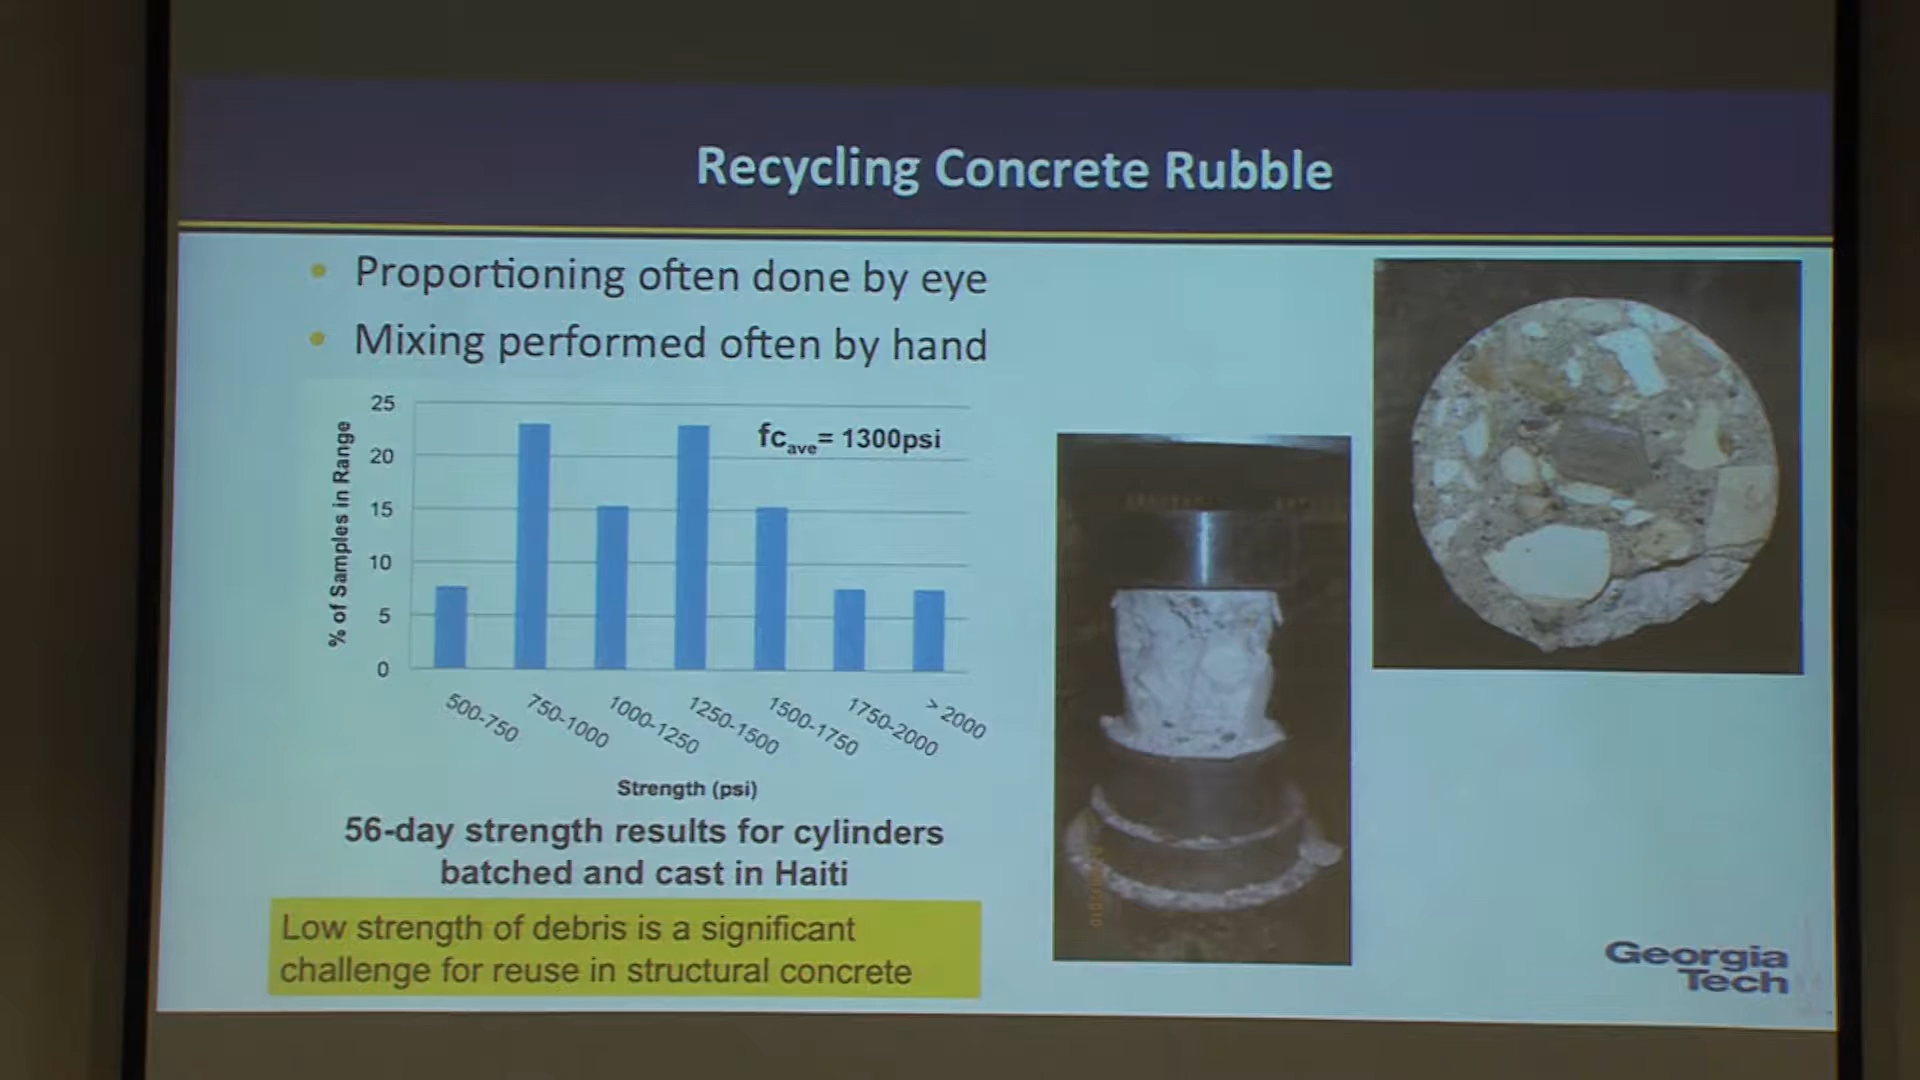 Recycling Concrete Rubble
• Proportioning often done by eye
• Mixing performed often by hand
25
20
15
10
5
0
% of Samples in Range
fcave= 1300psi
500-750
750-1000
1000-1250
1250-1500
1500-1750
1750-2000
> 2000
Strength (psi)
56-day strength results for cylinders
batched and cast in Haiti
Low strength of debris is a significant
challenge for reuse in structural concrete
Georgia
Tech